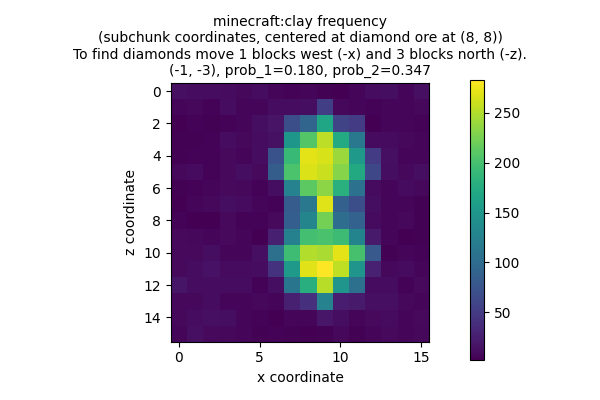 minecraft:clay frequency
(subchunk coordinates, centered at diamond ore at (8, 8))
To find diamonds move 1 blocks west (-x) and 3 blocks north (-z).
(-1, -3), prob_1=0.180, prob_2=0.347
0
2
4
6
8
10
12
14
z coordinate
0
5
10
15
x coordinate
250
200
150
100
50